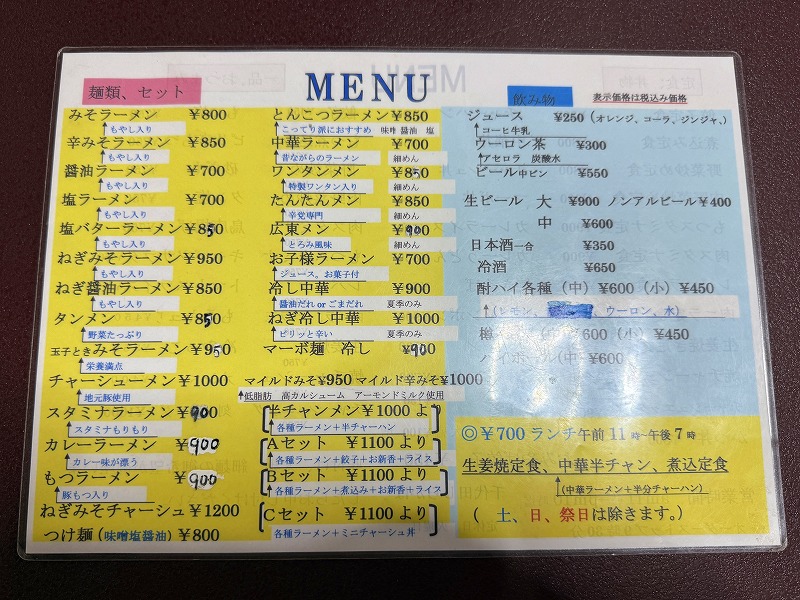 MENU
麺類、セット
みそラーメン ￥800
もやし入り
辛みそラーメン ￥850
もやし入り
醤油ラーメン ￥700
もやし入り
塩ラーメン ￥700
もやし入り
塩バターラーメン ￥850
もやし入り
ねぎみそラーメン ￥950
もやし入り
ねぎ醤油ラーメン ￥850
もやし入り
タンメン ￥850
野菜たっぷり
玉子ときみそラーメン ￥950
栄養満点
チャーシューメン ￥1000
地元豚使用
スタミナラーメン ￥900
スタミナもりもり
カレーラーメン ￥900
カレー味が漂う
もつラーメン ￥900
豚もつ入り
ねぎみそチャーシュ ￥1200
つけ麺（味噌塩醤油）￥800
とんこつラーメン ￥850
こってり派におすすめ 味噌 醤油 塩
中華ラーメン ￥700
昔ながらのラーメン 細めん
ワンタンメン ￥850
特製ワンタン入り 細めん
たんたんメン ￥850
辛党専門 細めん
広東メン ￥900
とろみ風味 細めん
お子様ラーメン ￥700
ジュース。お菓子付
冷し中華 ￥900
醤油だれ or ごまだれ 夏季のみ
ねぎ冷し中華 ￥1000
ピリッと辛い 夏季のみ
マーボ麺 冷し ￥900
マイルドみそ¥950 マイルド辛みそ¥1000
低脂肪 高カルシューム アーモンドミルク使用
半チャンメン￥1000 より
各種ラーメン＋半チャーハン
Aセット ￥1100 より
各種ラーメン＋餃子＋お新香＋ライス
Bセット ￥1100 より
各種ラーメン＋煮込み＋お新香＋ライス
Cセット ￥1100 より
各種ラーメン＋ミニチャーシュ丼
飲み物 表示価格は税込み価格
ジュース ￥250（オレンジ、コーラ、ジンジャ、）
コーヒ牛乳
ウーロン茶 ￥300
アセロラ 炭酸水
ビール中ビン ￥550
生ビール 大 ￥900 ノンアルビール￥400
中 ￥600
日本酒一合 ￥350
冷酒 ￥650
酎ハイ各種（中）￥600（小）￥450
（レモン、 ウーロン、水）
￥600（小）￥450
ハイボール（中）￥600
◎￥700 ランチ午前 11 時~午後 7 時
生姜焼定食、中華半チャン、煮込定食
（中華ラーメン＋半分チャーハン）
（ 土、日、祭日は除きます。）